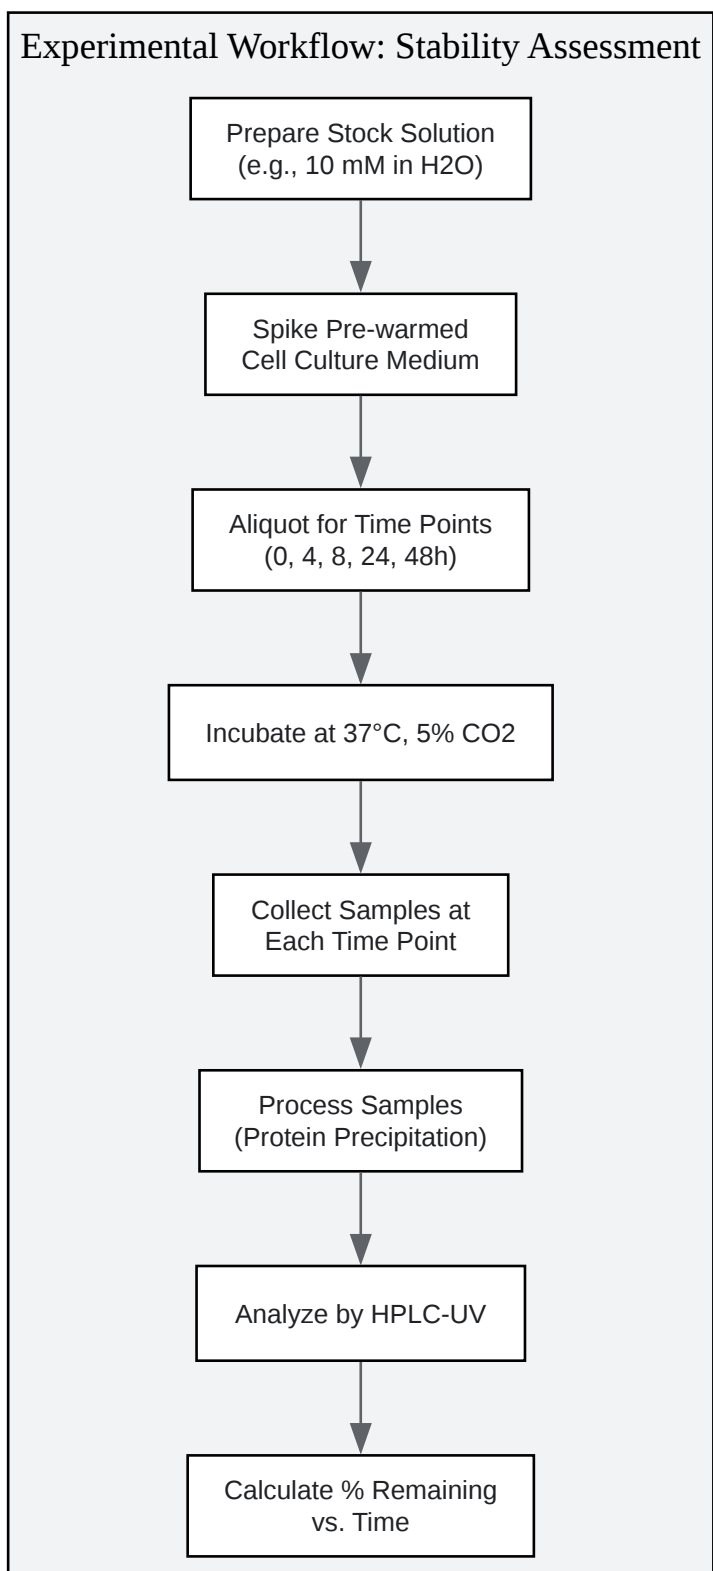 Experimental Workflow: Stability Assessment
Prepare Stock Solution
(e.g., 10 mM in H2O)
Spike Pre-warmed
Cell Culture Medium
Aliquot for Time Points
(0, 4, 8, 24, 48h)
Incubate at 37°C, 5% CO2
Collect Samples at
Each Time Point
Process Samples
(Protein Precipitation)
Analyze by HPLC-UV
Calculate % Remaining
vs. Time